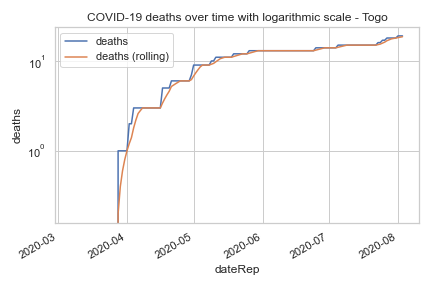 COVID-19 deaths over time with logarithmic scale - Togo
deaths
deaths (rolling)
10¹
10⁰
deaths
2020-03
2020-04
2020-05
2020-06
2020-07
2020-08
dateRep